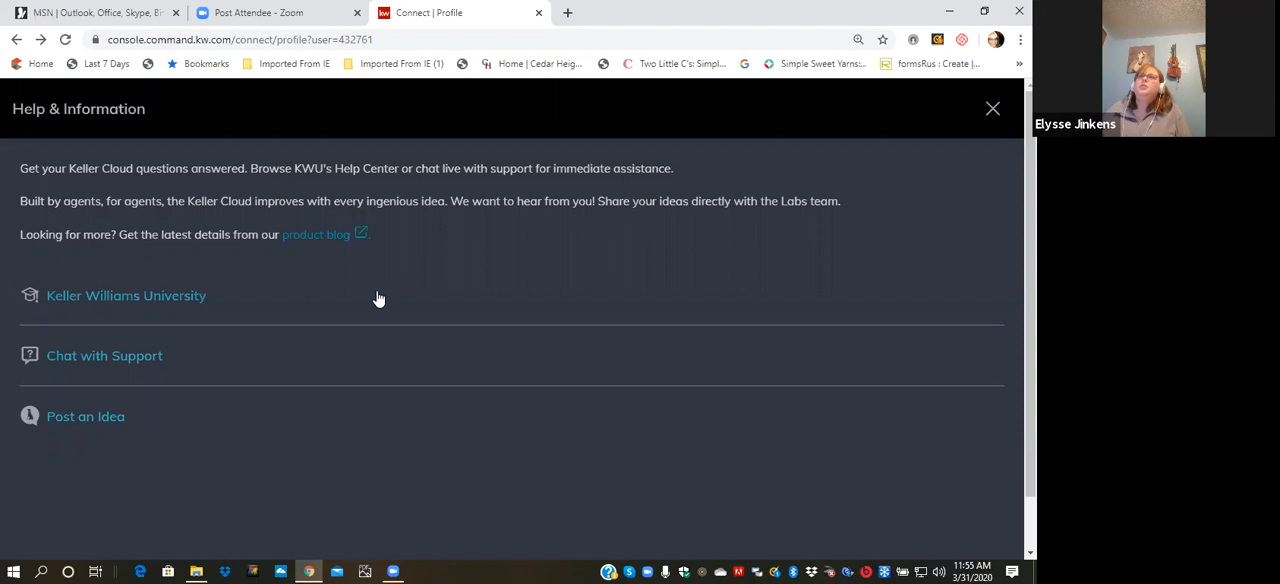 MSN | Outlook, Office, Skype, Bi
Post Attendee - Zoom
Connect | Profile
console.command.kw.com/connect/profile?user=432761
Home
Last 7 Days
Bookmarks
Imported From IE
Imported From IE (1)
Home | Cedar Heig...
Two Little C's: Simpl...
Simple Sweet Yarns:...
formsRus : Create |...
Help & Information
Get your Keller Cloud questions answered. Browse KWU's Help Center or chat live with support for immediate assistance.
Built by agents, for agents, the Keller Cloud improves with every ingenious idea. We want to hear from you! Share your ideas directly with the Labs team.
Looking for more? Get the latest details from our product blog.
Keller Williams University
Chat with Support
Post an Idea
Elysse Jinkens
11:55 AM
3/31/2020